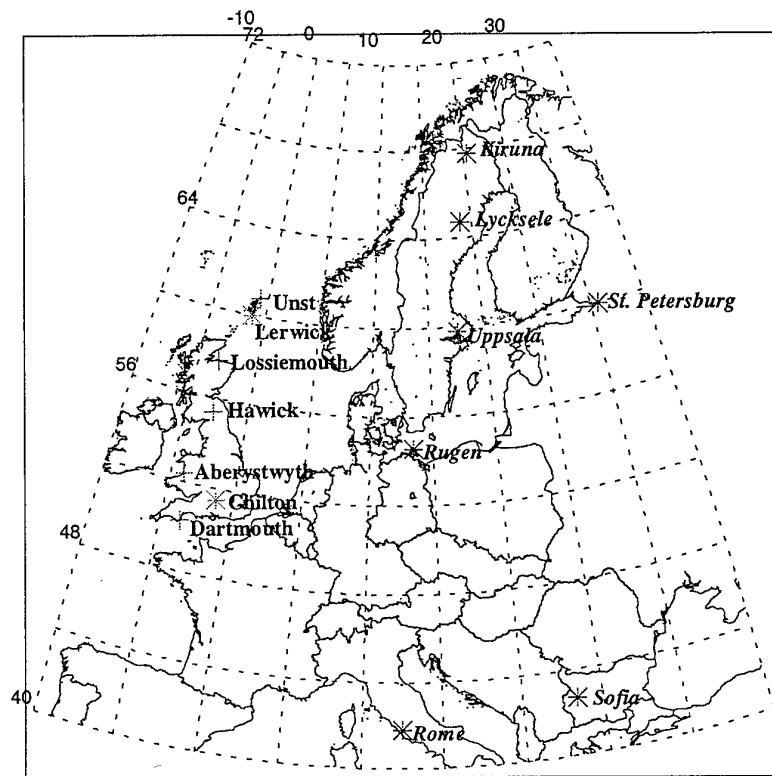 -10
72
0
10
20
30
Kiruna
64
Lycksele
Unst
St. Petersburg
Lerwick
Uppsala
56
Lossiemouth
Hawick
Rugen
Aberystwyth
Chilton
48
Dartmouth
40
Sofia
Rome